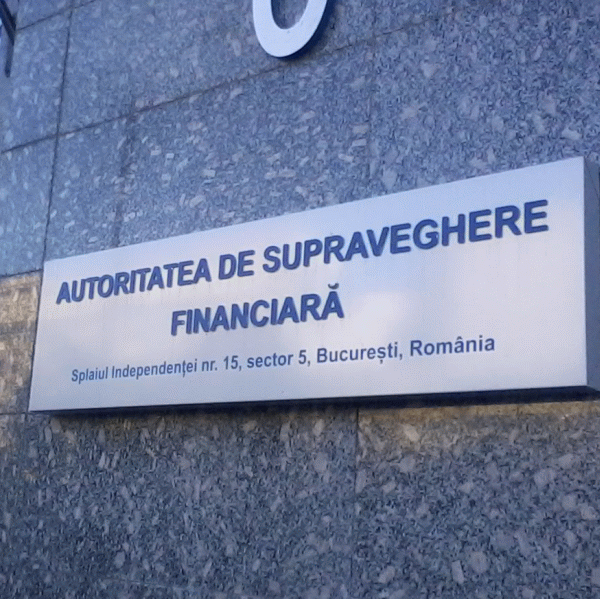 AUTORITATEA DE SUPRAVEGHERE
FINANCIARĂ
Splaiul Independenței nr. 15, sector 5, București, România